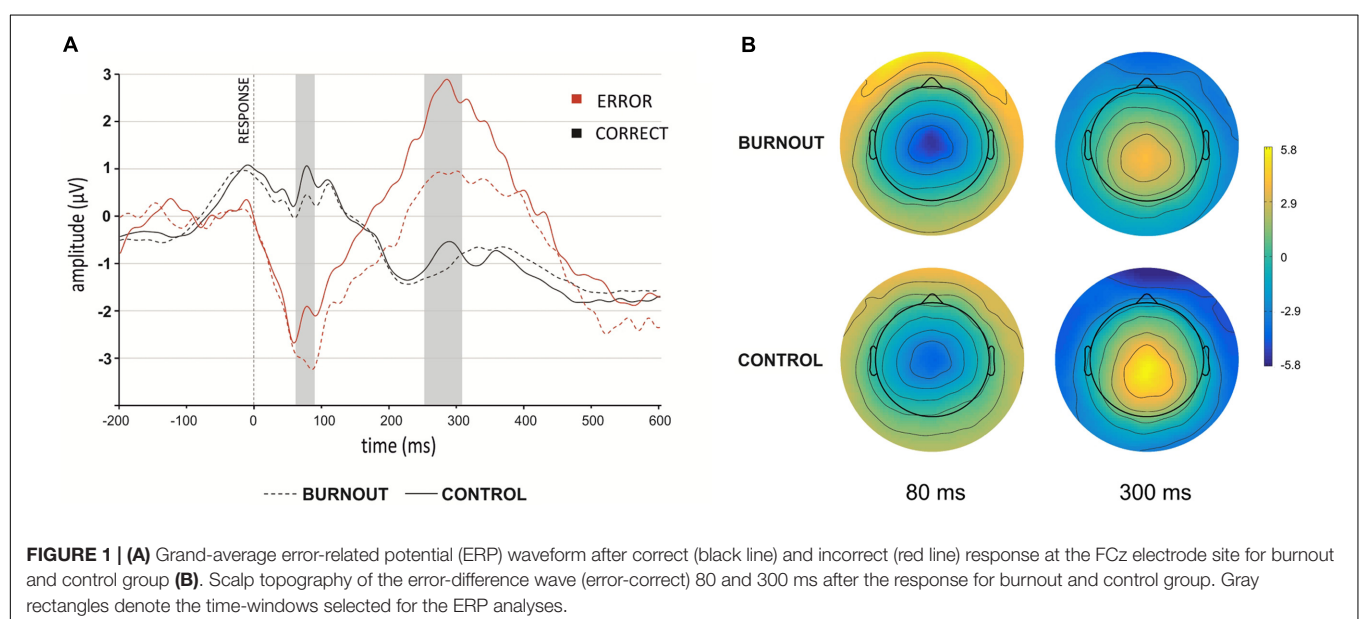 A
B
3
2
1
0
-1
-2
-3
amplitude (µV)
RESPONSE
ERROR
CORRECT
-200
-100
0
100
200
300
400
500
600
time (ms)
BURNOUT
CONTROL
BURNOUT
CONTROL
80 ms
300 ms
5.8
2.9
0
-2.9
-5.8
FIGURE 1 | (A) Grand-average error-related potential (ERP) waveform after correct (black line) and incorrect (red line) response at the FCz electrode site for burnout
and control group (B). Scalp topography of the error-difference wave (error-correct) 80 and 300 ms after the response for burnout and control group. Gray
rectangles denote the time-windows selected for the ERP analyses.